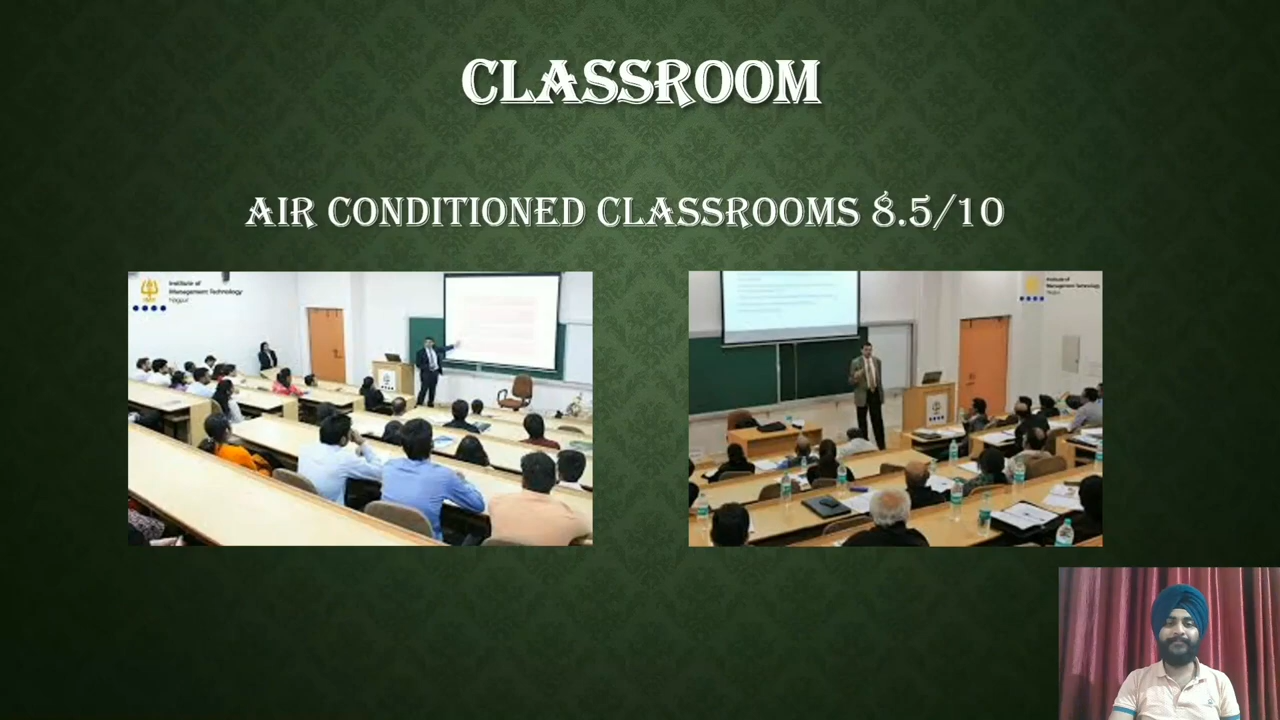 CLASSROOM
AIR CONDITIONED CLASSROOMS 8.5/10
Institute of
Management Technology
Nagpur
Institute of
Management Technology
Nagpur